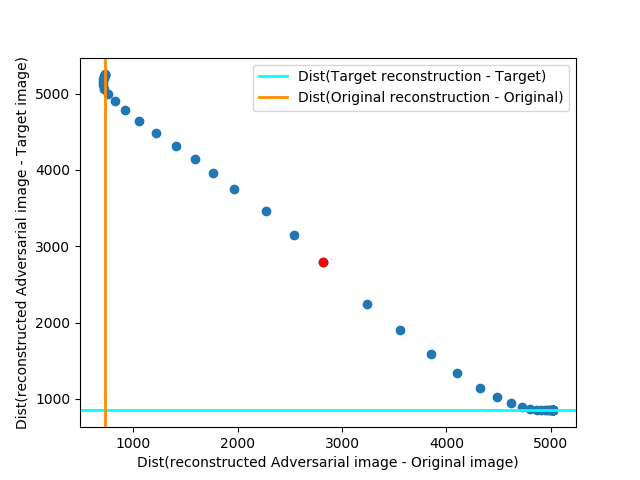 Dist(Target reconstruction - Target)
Dist(Original reconstruction - Original)
Dist(reconstructed Adversarial image - Target image)
5000
4000
3000
2000
1000
1000
2000
3000
4000
5000
Dist(reconstructed Adversarial image - Original image)